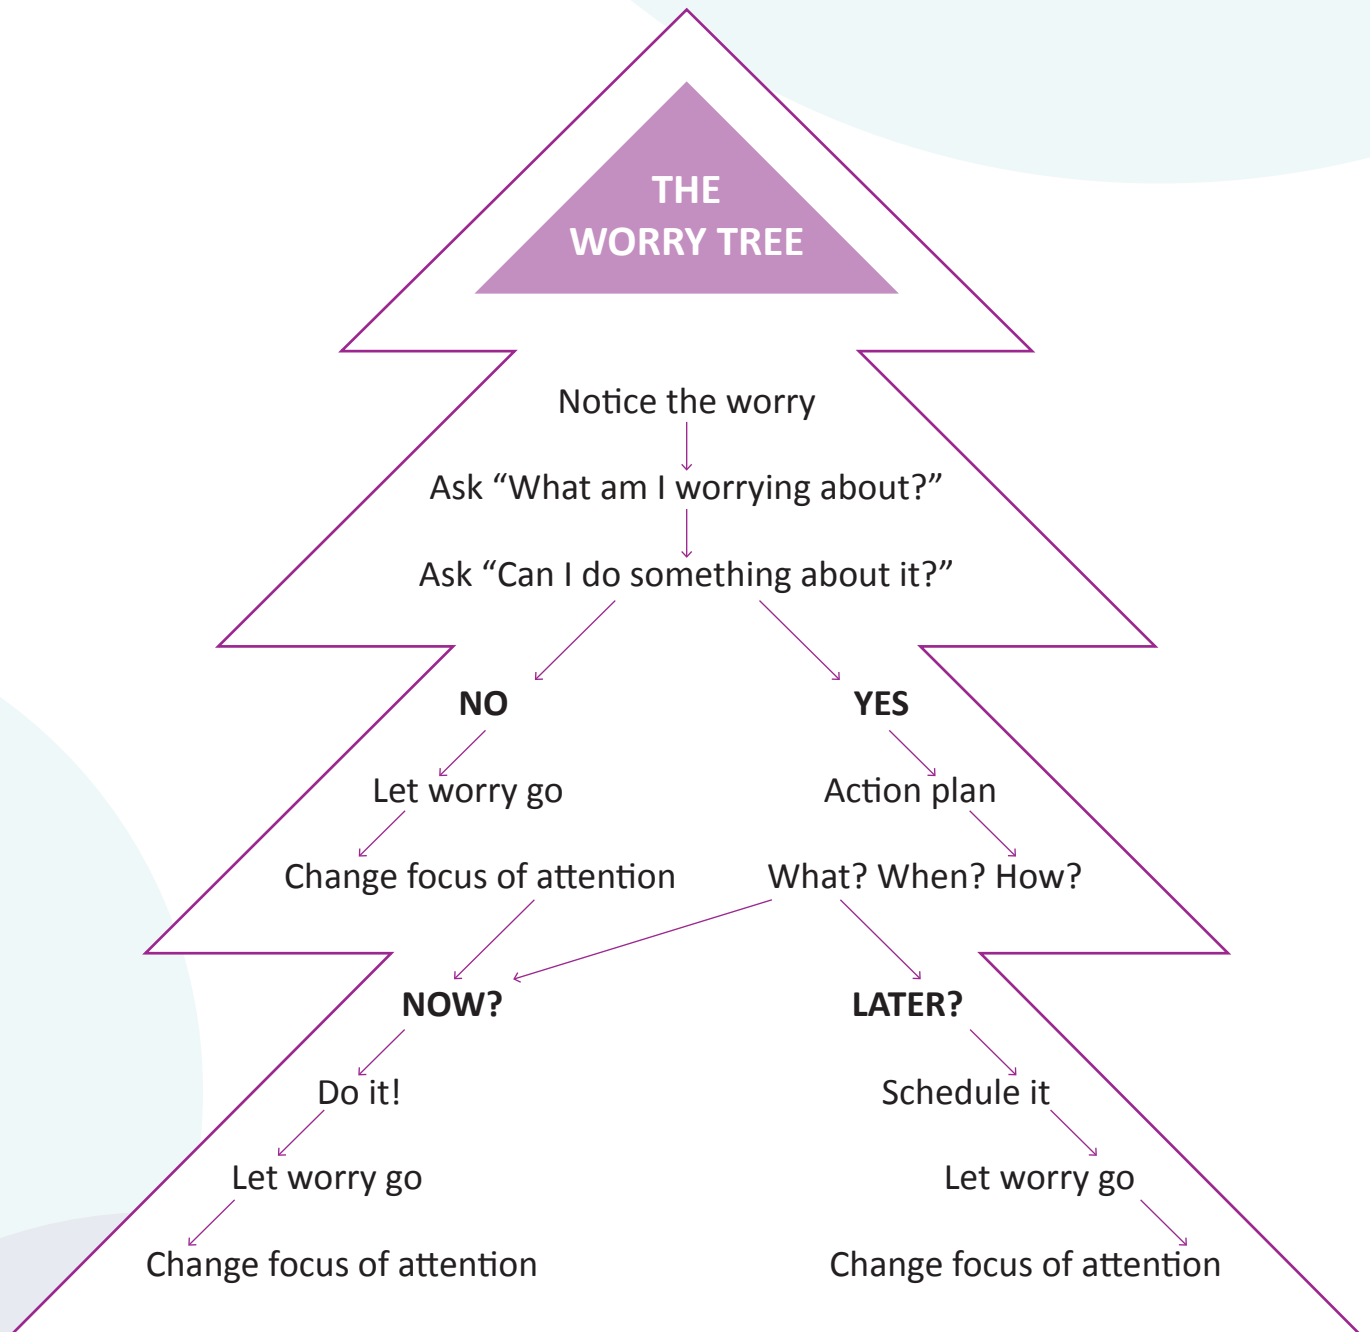 THE
WORRY TREE
Notice the worry
Ask “What am I worrying about?”
Ask “Can I do something about it?”
NO
YES
Let worry go
Action plan
Change focus of attention
What? When? How?
NOW?
LATER?
Do it!
Schedule it
Let worry go
Let worry go
Change focus of attention
Change focus of attention